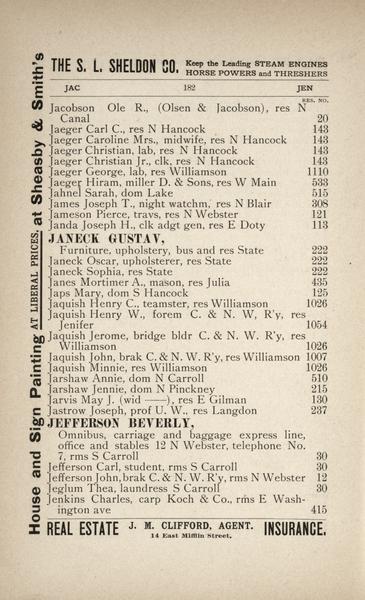 THE S. L. SHELDON CO. Keep the Leading STEAM ENGINES
HORSE POWERS and THRESHERS
JAC 182 JEN
RES. NO.
Jacobson Ole R., (Olsen & Jacobson), res N
Canal 20
Jaeger Carl C., res N Hancock 143
Jaeger Caroline Mrs., midwife, res N Hancock 143
Jaeger Christian, lab, res N Hancock 143
Jaeger Christian Jr., clk, res N Hancock 143
Jaeger George, lab, res Williamson 1110
Jaeger Hiram, miller D. & Sons, res W Main 533
Jahnel Sarah, dom Lake 515
James Joseph T., night watchm, res N Blair 308
Jameson Pierce, travs, res N Webster 121
Janda Joseph H., clk adgt gen, res E Doty 113
JANECK GUSTAV,
Furniture, upholstery, bus and res State 222
Janeck Oscar, upholsterer, res State 222
Janeck Sophia, res State 222
Janes Mortimer A., mason, res Julia 435
Japs Mary, dom S Hancock 125
Jaquish Henry C., teamster, res Williamson 1026
Jaquish Henry W., forem C. & N. W, R'y, res
Jenifer 1054
Jaquish Jerome, bridge bldr C. & N. W. R'y, res
Williamson 1026
Jaquish John, brak C. & N. W. R'y, res Williamson 1007
Jaquish Minnie, res Williamson 1026
Jarshaw Annie, dom N Carroll 510
Jarshaw Jennie, dom N Pinckney 215
Jarvis May J. (wid ——), res E Gilman 130
Jastrow Joseph, prof U. W., res Langdon 237
JEFFERSON BEVERLY,
Omnibus, carriage and baggage express line,
office and stables 12 N Webster, telephone No.
7, rms S Carroll 30
Jefferson Carl, student, rms S Carroll 30
Jefferson John, brak C. & N. W. R'y, rms N Webster 12
Jeglum Thea, laundress S Carroll 30
Jenkins Charles, carp Koch & Co., rms E Wash-
ington ave 415
REAL ESTATE J. M. CLIFFORD, AGENT. INSURANCE.
14 East Mifflin Street.
House and Sign Painting AT LIBERAL PRICES, at Sheasby & Smith's